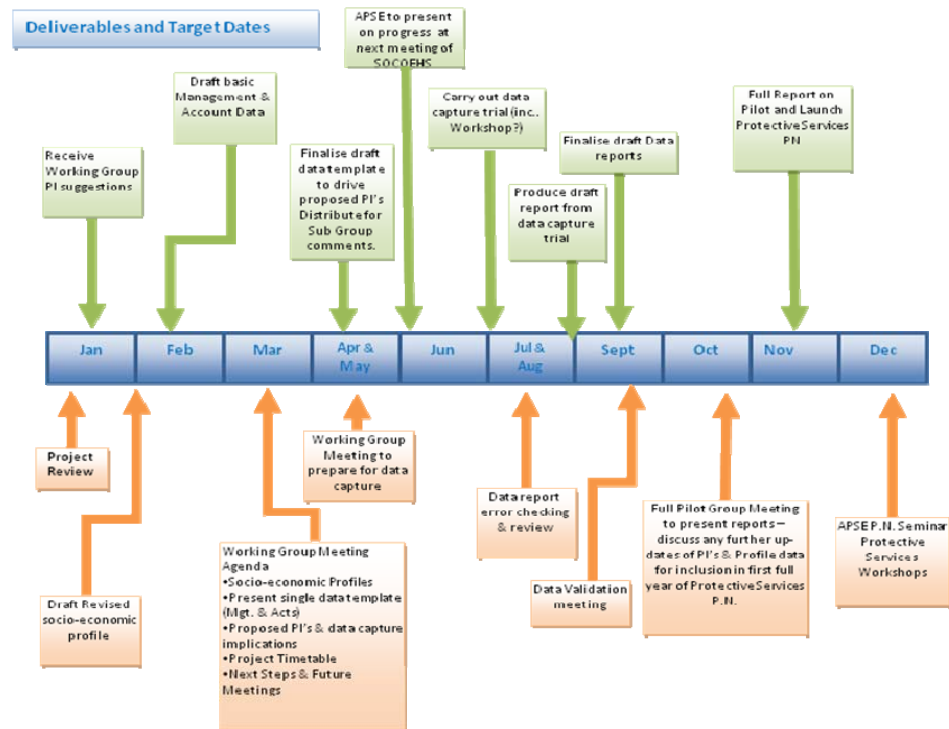 Deliverables and Target Dates
APSE to present
on progress at
next meeting of
SOCOEHS
Draft basic
Management &
Account Data
Carry out data
capture trial (inc..
Workshop?)
Full Report on
Pilot and Launch
Protective Services
PN
Receive
Working Group
PI suggestions
Finalise draft
data template
to drive
proposed PI's
Distribute for
Sub Group
comments.
Finalise draft Data
reports
Produce draft
report from
data capture
trial
Jan
Feb
Mar
Apr &
May
Jun
Jul &
Aug
Sept
Oct
Nov
Dec
Project
Review
Working Group
Meeting to
prepare for data
capture
Draft Revised
socio-economic
profile
Working Group Meeting
Agenda
•Socio-economic Profiles
•Present single data template
(Mgt. & Acts)
•Proposed PI's & data capture
implications
•Project Timetable
•Next Steps & Future
Meetings
Data report
error checking
& review
Data Validation
meeting
Full Pilot Group Meeting
to present reports –
discuss any further up-
dates of PI's & Profile data
for inclusion in first full
year of Protective Services
P.N.
APSE P.N. Seminar
Protective
Services
Workshops